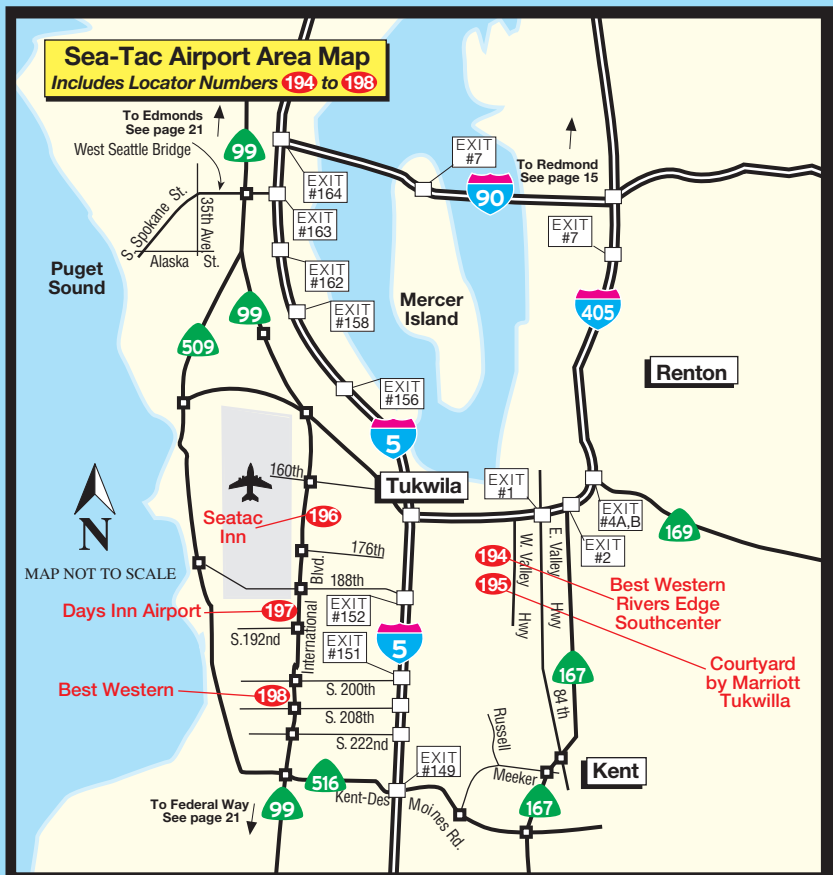 Sea-Tac Airport Area Map
Includes Locator Numbers 194 to 198
To Edmonds
See page 21
West Seattle Bridge
99
S. Spokane St.
35th Ave.
Alaska St.
EXIT
#164
EXIT
#163
EXIT
#162
EXIT
#158
EXIT
#156
EXIT
#7
To Redmond
See page 15
90
EXIT
#7
405
Puget
Sound
Mercer
Island
99
509
5
Renton
Tukwila
160th
EXIT
#1
EXIT
#4A,B
EXIT
#2
169
N
MAP NOT TO SCALE
Seatac
Inn
196
176th
188th
International Blvd.
W. Valley Hwy
E. Valley Hwy
194
195
Best Western
Rivers Edge
Southcenter
Courtyard
by Marriott
Tukwilla
Days Inn Airport
197
S.192nd
EXIT
#152
5
EXIT
#151
Best Western
198
S. 200th
S. 208th
S. 222nd
167
84 th
Russell
Meeker
Kent
EXIT
#149
516
Kent-Des Moines Rd.
167
To Federal Way
See page 21
99